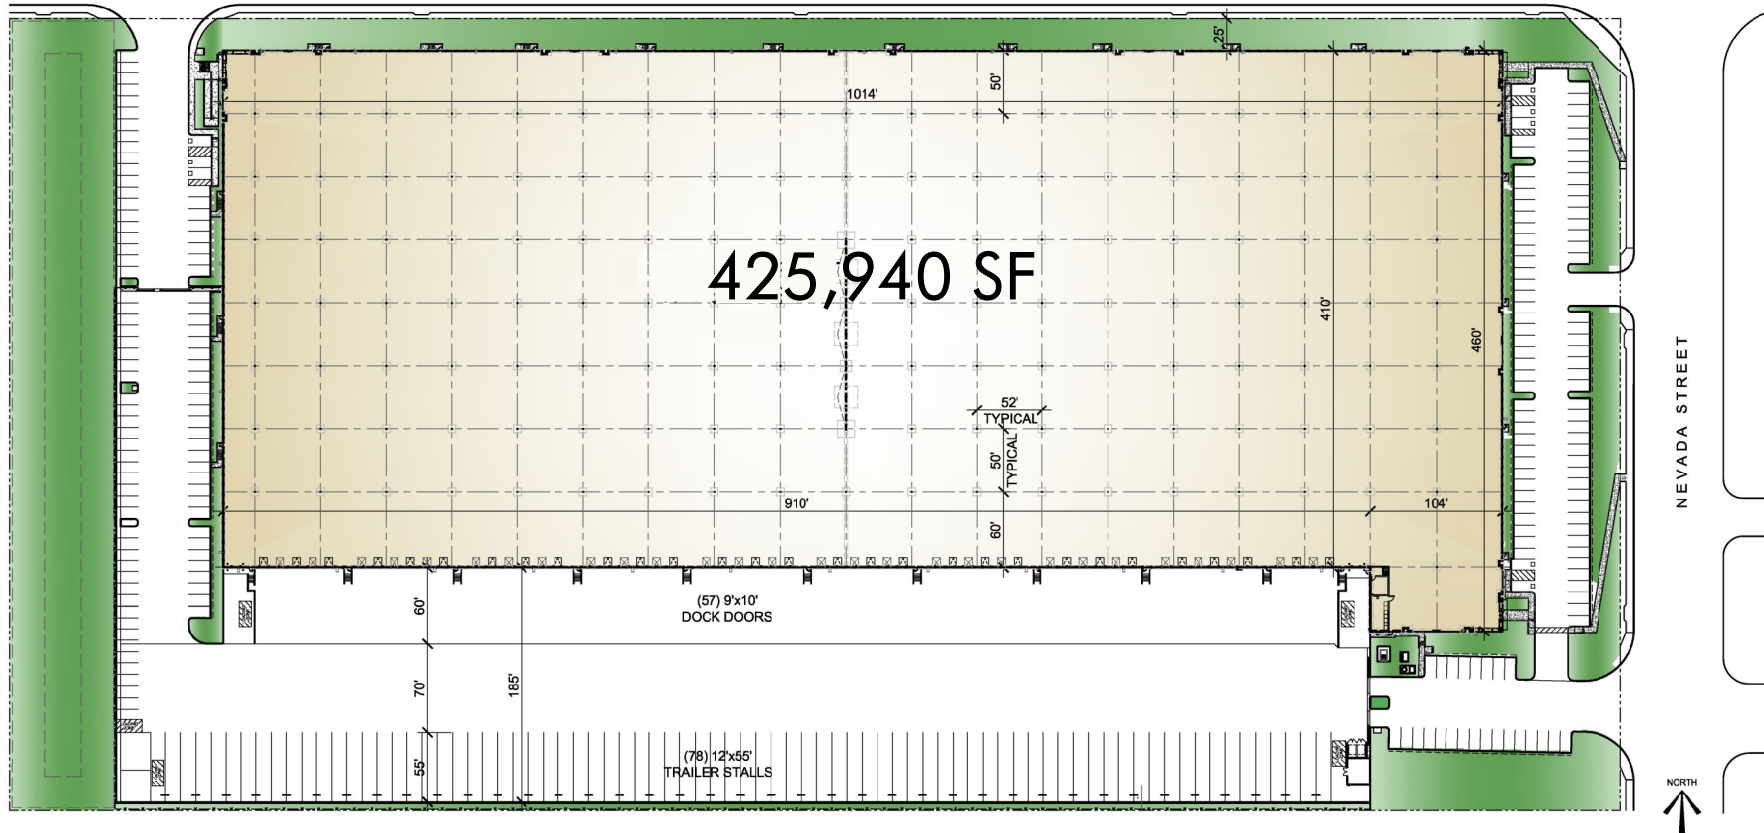 25'
50'
1014'
425,940 SF
410'
460'
NEVADA STREET
52'
TYPICAL
50'
TYPICAL
910'
104'
60'
(57) 9'x10'
DOCK DOORS
60'
70'
185'
(78) 12'x55'
TRAILER STALLS
55'
NORTH